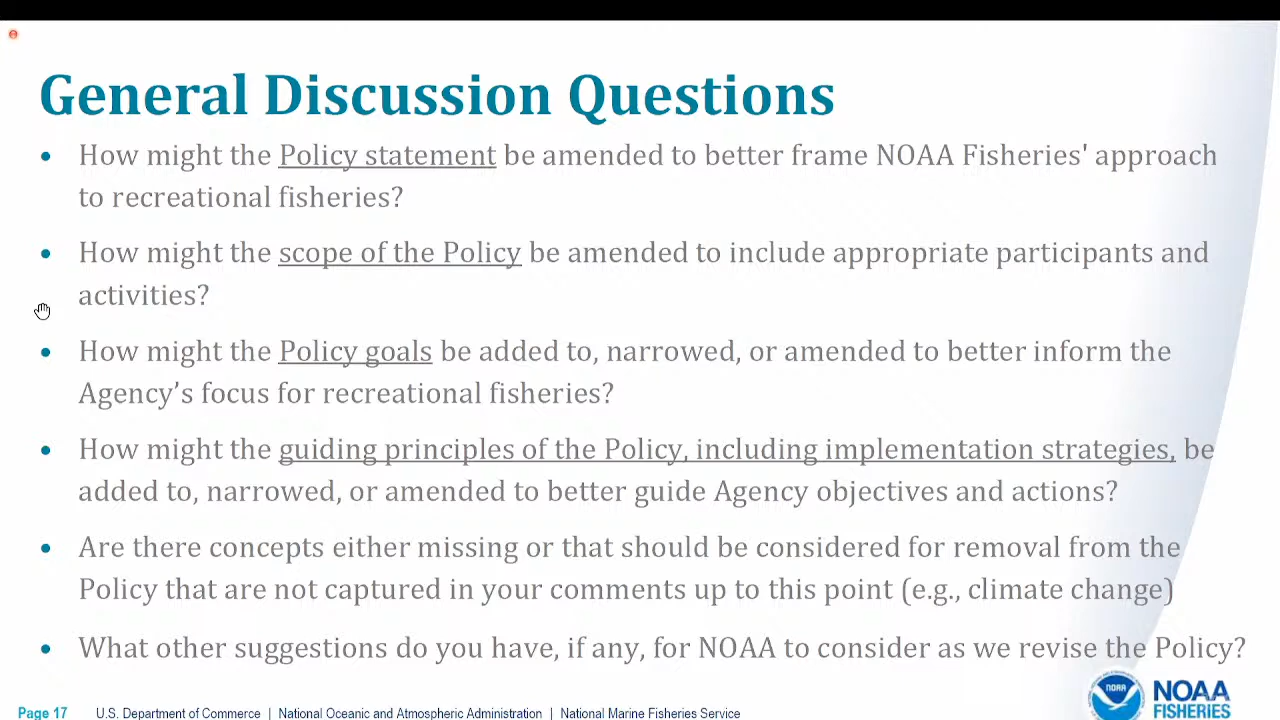 General Discussion Questions
• How might the Policy statement be amended to better frame NOAA Fisheries' approach
to recreational fisheries?
• How might the scope of the Policy be amended to include appropriate participants and
activities?
• How might the Policy goals be added to, narrowed, or amended to better inform the
Agency’s focus for recreational fisheries?
• How might the guiding principles of the Policy, including implementation strategies, be
added to, narrowed, or amended to better guide Agency objectives and actions?
• Are there concepts either missing or that should be considered for removal from the
Policy that are not captured in your comments up to this point (e.g., climate change)
• What other suggestions do you have, if any, for NOAA to consider as we revise the Policy?
NOAA
NOAA
FISHERIES
Page 17 U.S. Department of Commerce | National Oceanic and Atmospheric Administration | National Marine Fisheries Service